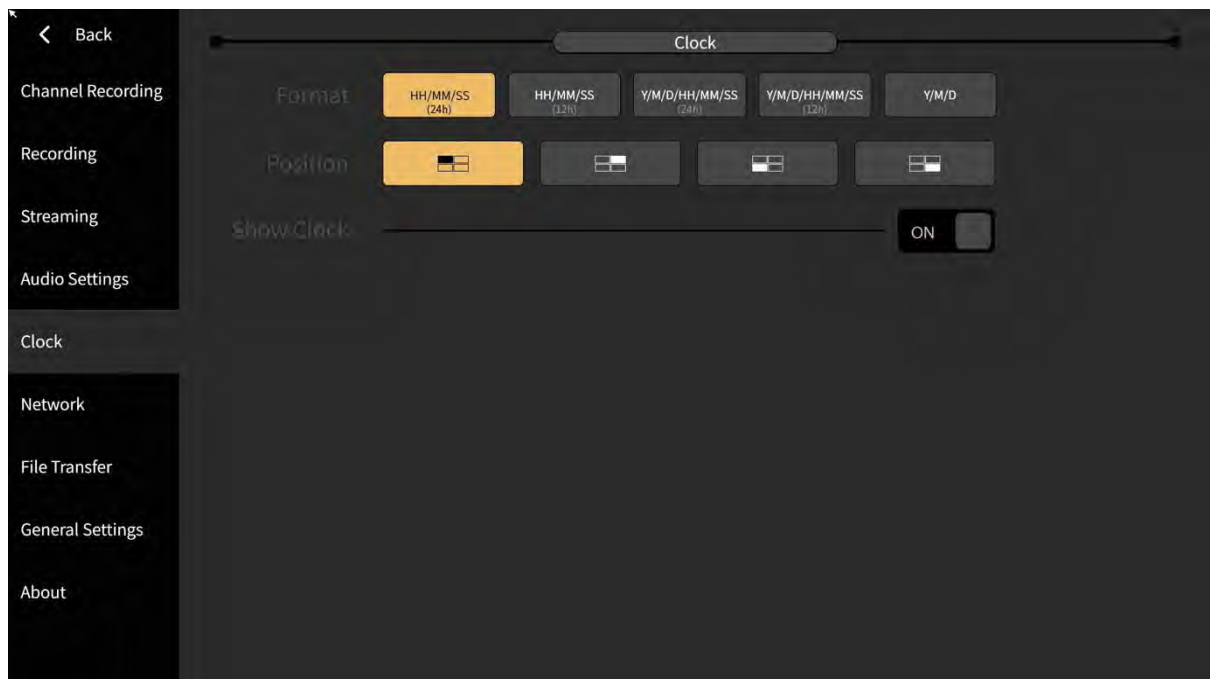 Back
Clock
Channel Recording
Recording
Streaming
Audio Settings
Clock
Network
File Transfer
General Settings
About
Format
HH/MM/SS
(24h)
HH/MM/SS
(12h)
Y/M/D/HH/MM/SS
(24h)
Y/M/D/HH/MM/SS
(12h)
Y/M/D
Position
Show Clock
ON